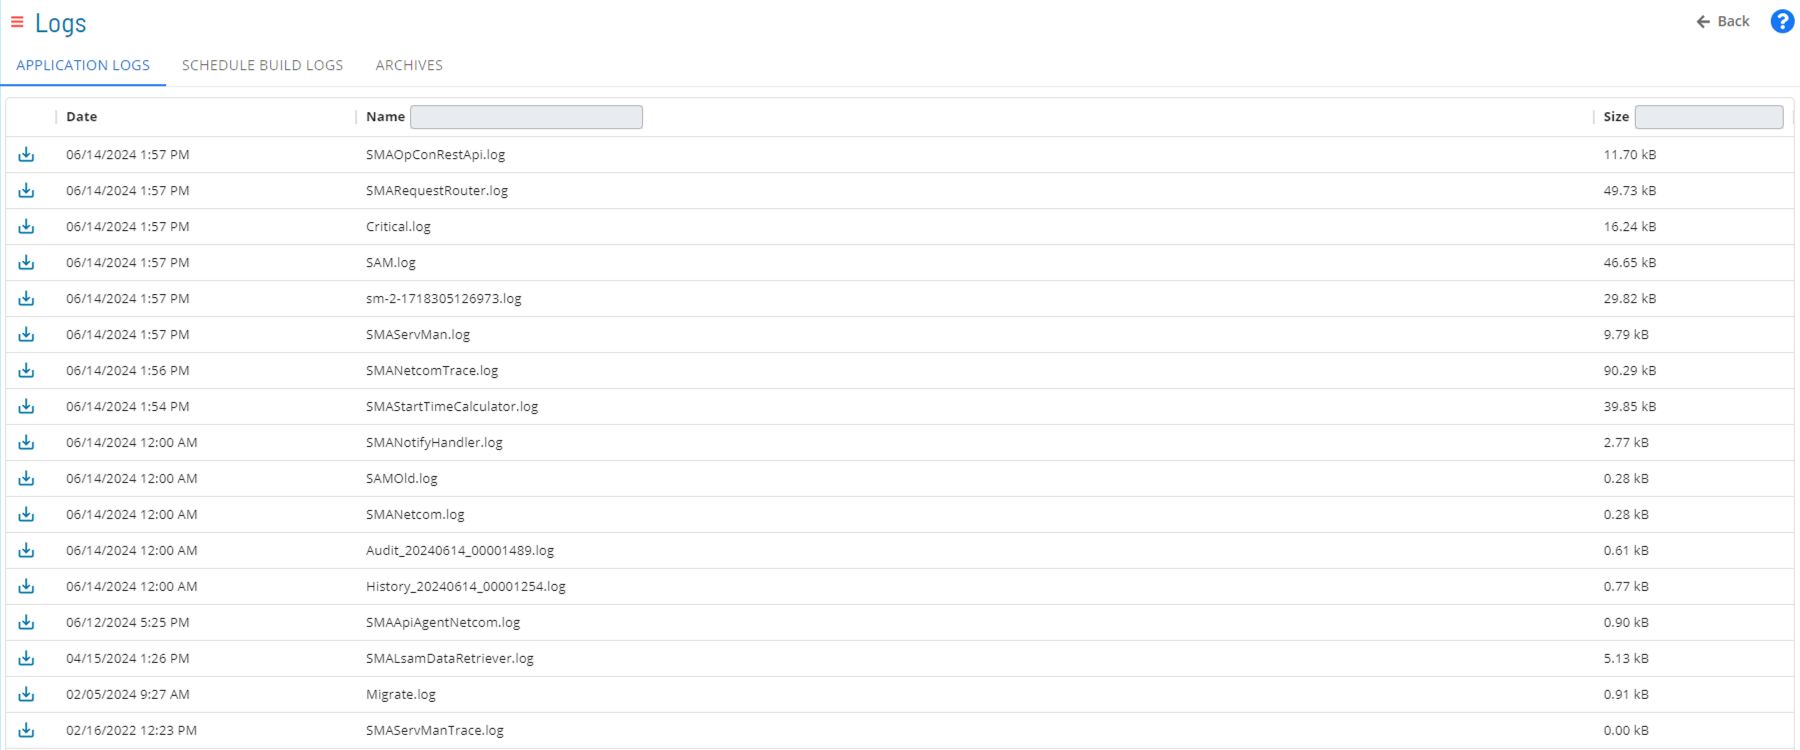 Logs
Back
?
APPLICATION LOGS SCHEDULE BUILD LOGS ARCHIVES
Date Name Size
06/14/2024 1:57 PM SMAOpConRestApi.log 11.70 kB
06/14/2024 1:57 PM SMARequestRouter.log 49.73 kB
06/14/2024 1:57 PM Critical.log 16.24 kB
06/14/2024 1:57 PM SAM.log 46.65 kB
06/14/2024 1:57 PM sm-2-1718305126973.log 29.82 kB
06/14/2024 1:57 PM SMAServMan.log 9.79 kB
06/14/2024 1:56 PM SMANetcomTrace.log 90.29 kB
06/14/2024 1:54 PM SMAStartTimeCalculator.log 39.85 kB
06/14/2024 12:00 AM SMANotifyHandler.log 2.77 kB
06/14/2024 12:00 AM SAMOld.log 0.28 kB
06/14/2024 12:00 AM SMANetcom.log 0.28 kB
06/14/2024 12:00 AM Audit_20240614_00001489.log 0.61 kB
06/14/2024 12:00 AM History_20240614_00001254.log 0.77 kB
06/12/2024 5:25 PM SMAApiAgentNetcom.log 0.90 kB
04/15/2024 1:26 PM SMALsamDataRetriever.log 5.13 kB
02/05/2024 9:27 AM Migrate.log 0.91 kB
02/16/2022 12:23 PM SMAServManTrace.log 0.00 kB